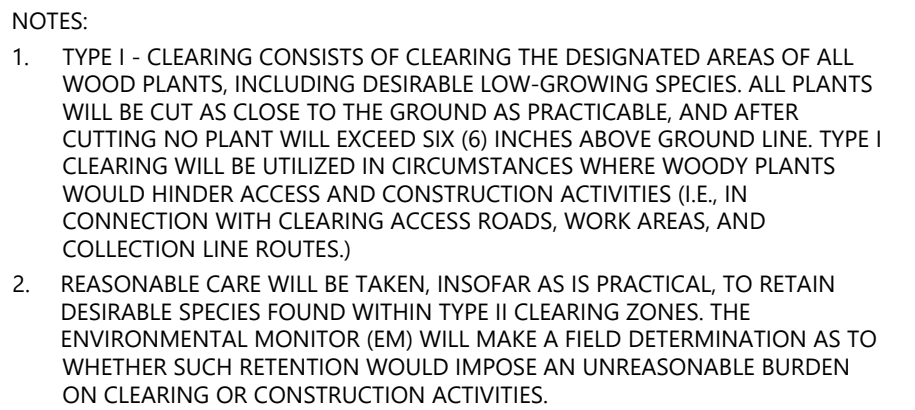 NOTES:
1. TYPE I - CLEARING CONSISTS OF CLEARING THE DESIGNATED AREAS OF ALL
WOOD PLANTS, INCLUDING DESIRABLE LOW-GROWING SPECIES. ALL PLANTS
WILL BE CUT AS CLOSE TO THE GROUND AS PRACTICABLE, AND AFTER
CUTTING NO PLANT WILL EXCEED SIX (6) INCHES ABOVE GROUND LINE. TYPE I
CLEARING WILL BE UTILIZED IN CIRCUMSTANCES WHERE WOODY PLANTS
WOULD HINDER ACCESS AND CONSTRUCTION ACTIVITIES (I.E., IN
CONNECTION WITH CLEARING ACCESS ROADS, WORK AREAS, AND
COLLECTION LINE ROUTES.)
2. REASONABLE CARE WILL BE TAKEN, INSOFAR AS IS PRACTICAL, TO RETAIN
DESIRABLE SPECIES FOUND WITHIN TYPE II CLEARING ZONES. THE
ENVIRONMENTAL MONITOR (EM) WILL MAKE A FIELD DETERMINATION AS TO
WHETHER SUCH RETENTION WOULD IMPOSE AN UNREASONABLE BURDEN
ON CLEARING OR CONSTRUCTION ACTIVITIES.